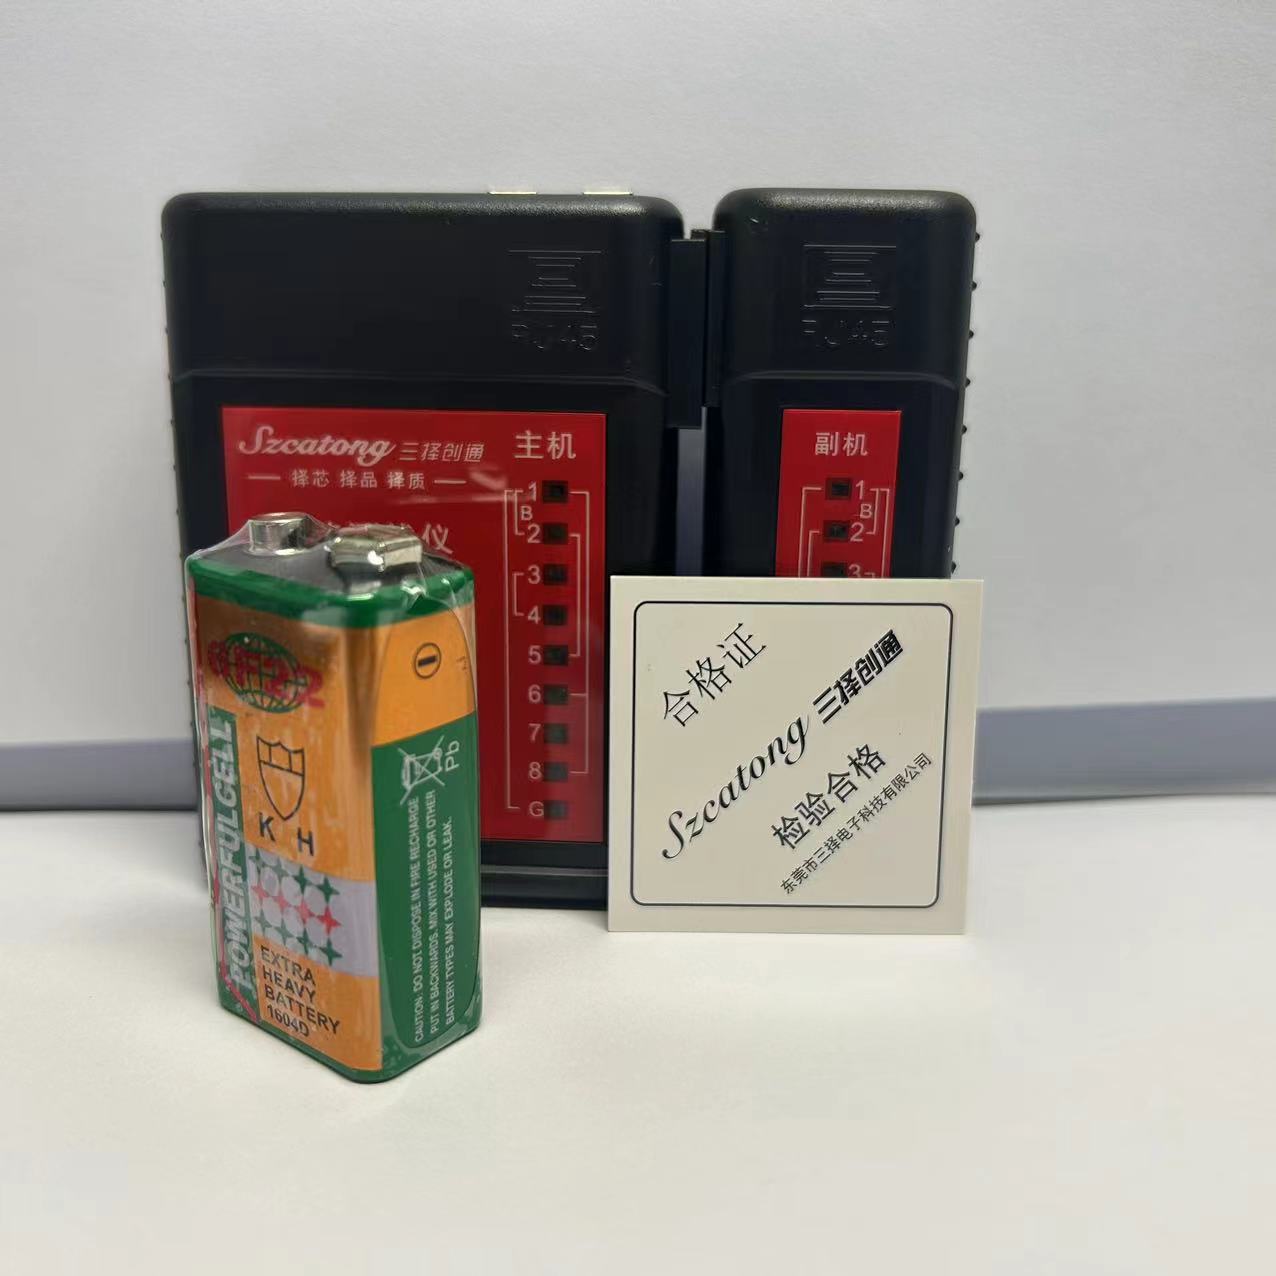 RJ45
RJ45
Szcatong 三择创通
主机
择芯 择品 择质
仪
1
B
2
3
4
5
6
7
8
G
副机
1
B
2
3
6F22
KH
POWERFULCELL
EXTRA
HEAVY
BATTERY
1604D
Pb
CAUTION: DO NOT DISPOSE IN FIRE RECHARGE
PUT IN BACKWARDS. MIX WITH USED OR OTHER
BATTERY TYPES MAY EXPLODE OR LEAK.
合格证
Szcatong 三择创通
检验合格
东莞市三择电子科技有限公司